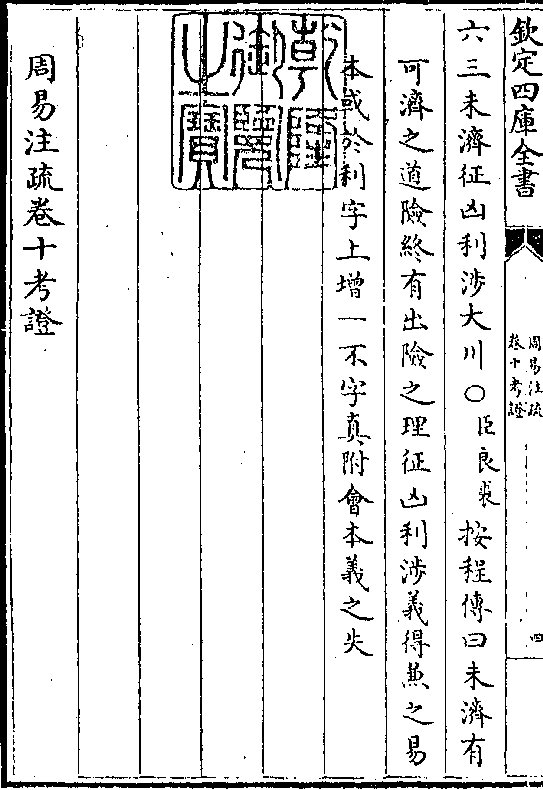 欽定四庫全書
周易注疏
卷十考證
四
六三未濟征凶利涉大川○臣良裘按程傳曰未濟有
可濟之道險終有出險之理征凶利涉義得兼之易
本或於利字上增一不字真附會本義之失
乾隆御覽之寶
周易注疏卷十考證